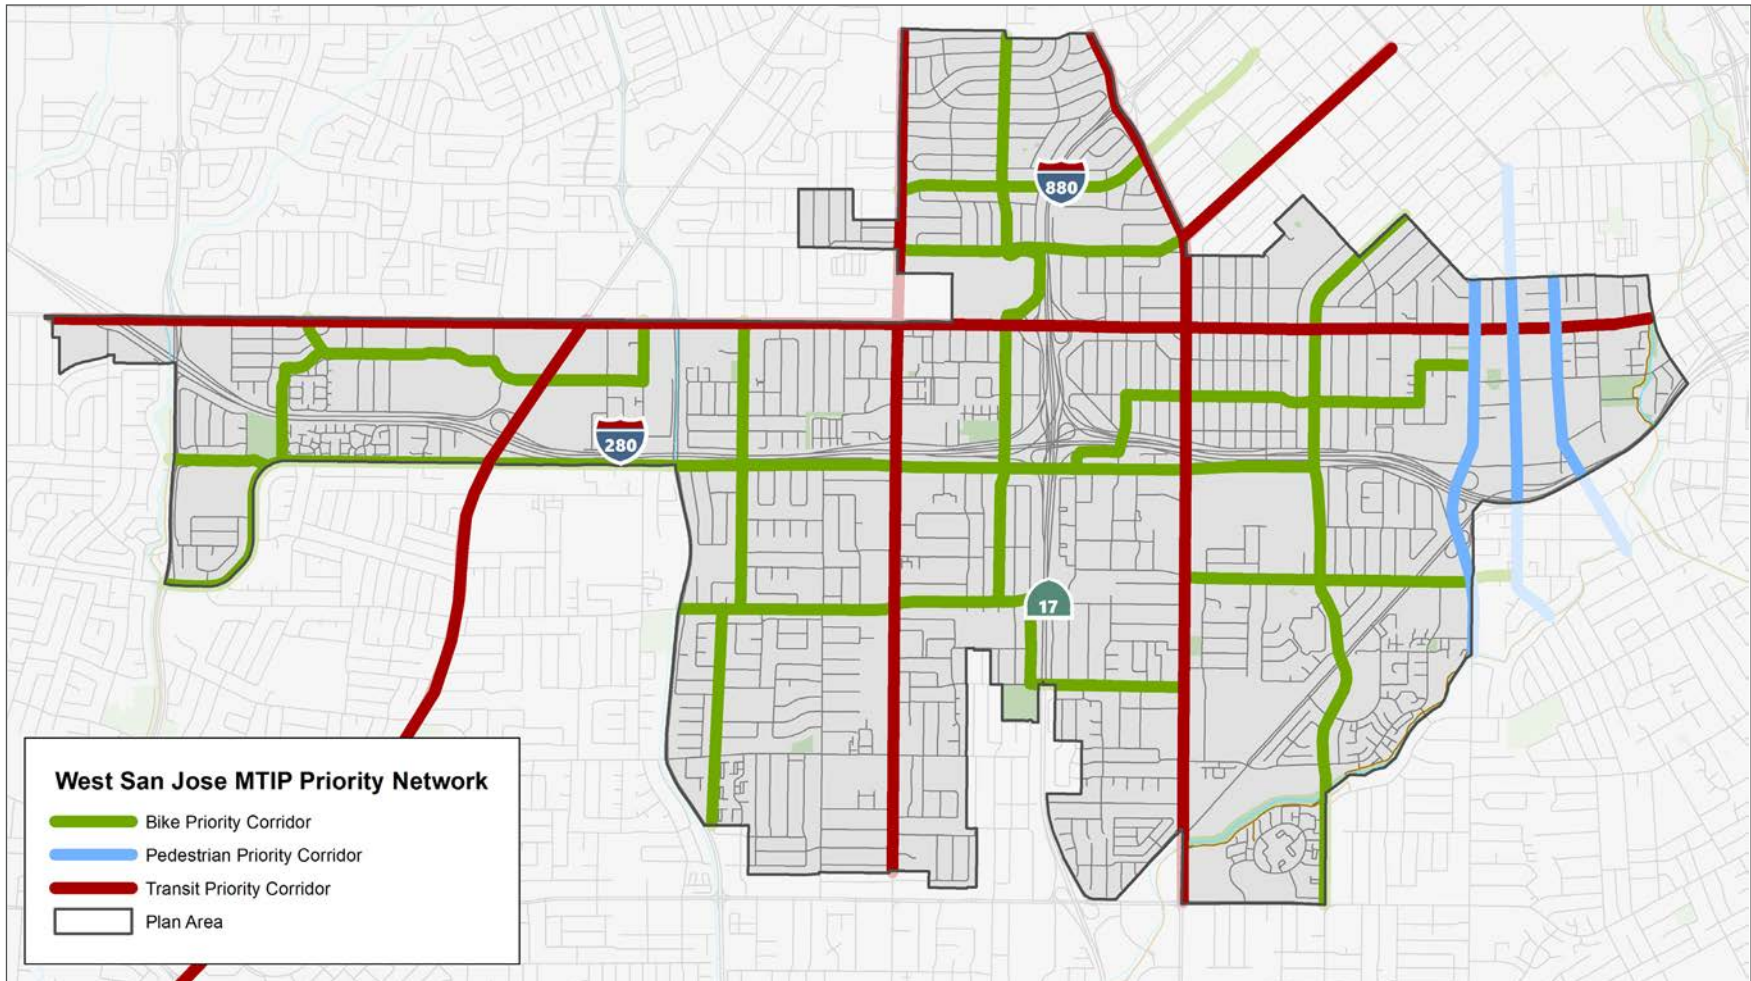 880
280
17
West San Jose MTIP Priority Network
Bike Priority Corridor
Pedestrian Priority Corridor
Transit Priority Corridor
Plan Area